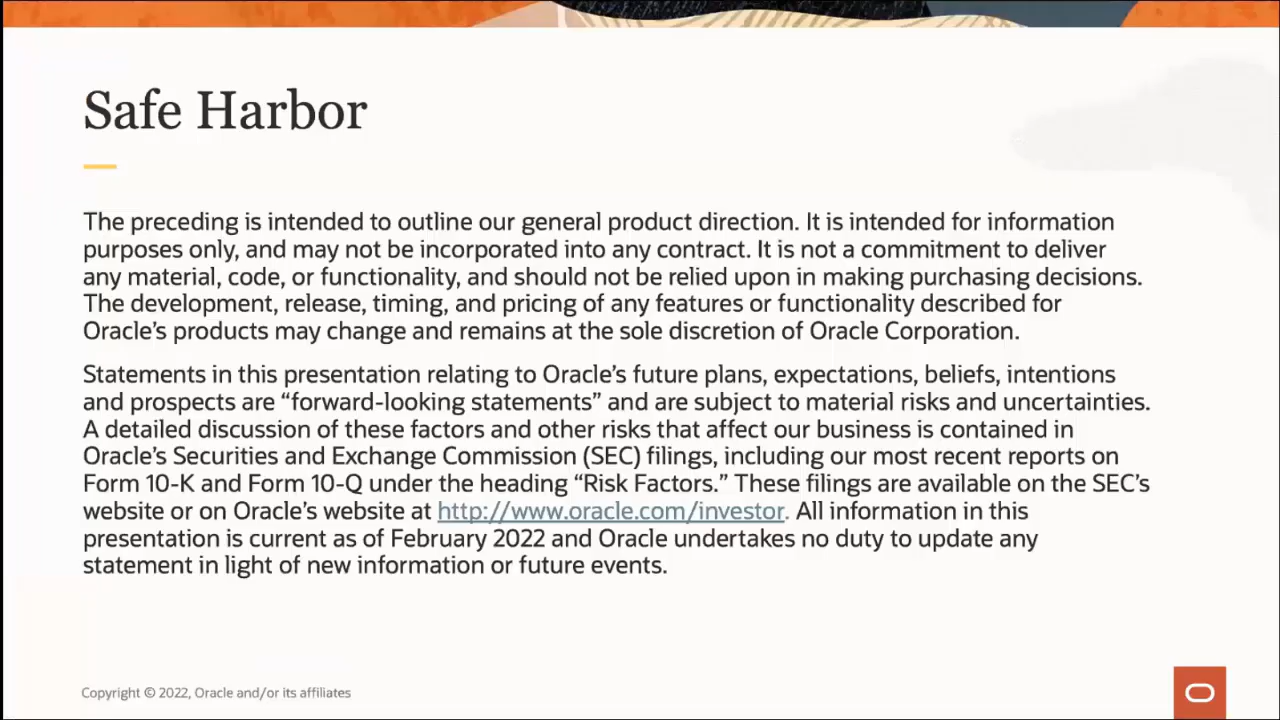 Safe Harbor
The preceding is intended to outline our general product direction. It is intended for information
purposes only, and may not be incorporated into any contract. It is not a commitment to deliver
any material, code, or functionality, and should not be relied upon in making purchasing decisions.
The development, release, timing, and pricing of any features or functionality described for
Oracle’s products may change and remains at the sole discretion of Oracle Corporation.
Statements in this presentation relating to Oracle’s future plans, expectations, beliefs, intentions
and prospects are “forward-looking statements” and are subject to material risks and uncertainties.
A detailed discussion of these factors and other risks that affect our business is contained in
Oracle’s Securities and Exchange Commission (SEC) filings, including our most recent reports on
Form 10-K and Form 10-Q under the heading “Risk Factors.” These filings are available on the SEC’s
website or on Oracle’s website at http://www.oracle.com/investor. All information in this
presentation is current as of February 2022 and Oracle undertakes no duty to update any
statement in light of new information or future events.
Copyright © 2022, Oracle and/or its affiliates